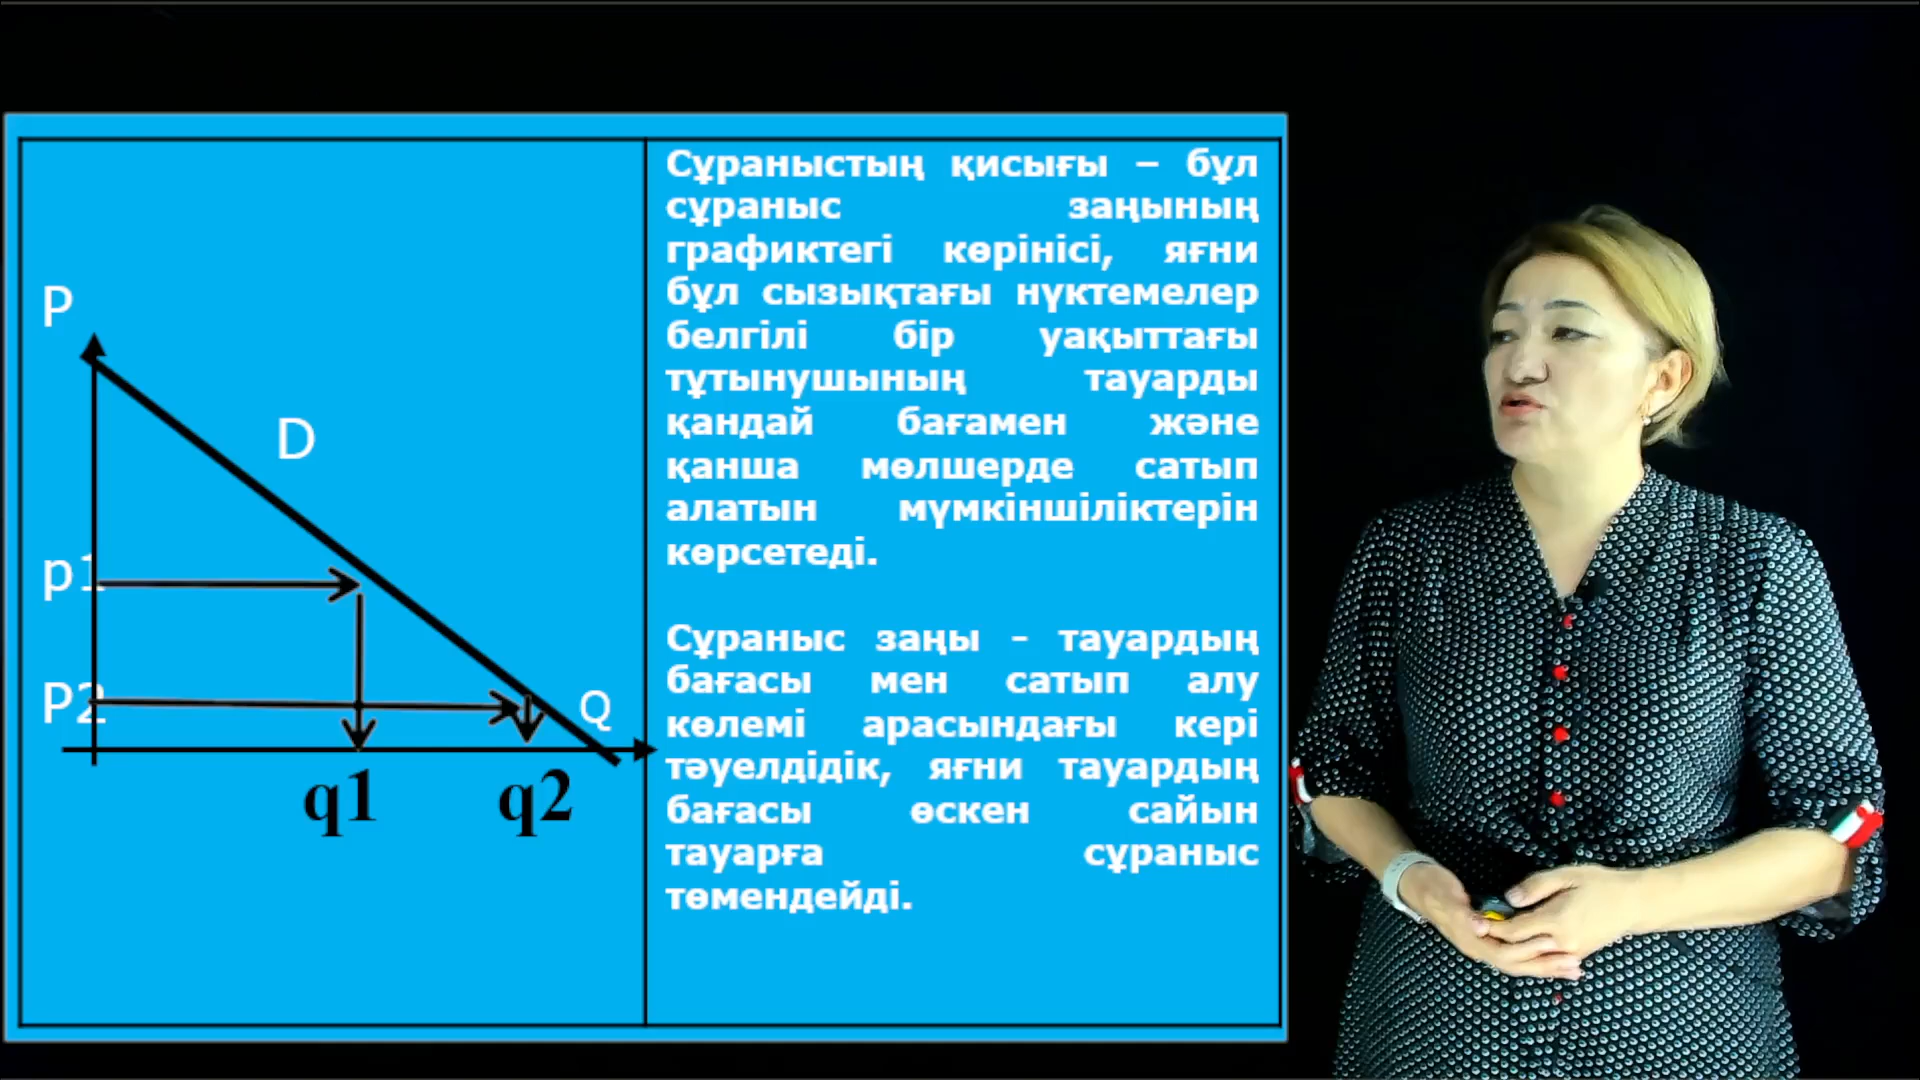 P
D
p1
P2
Q
q1 q2
Сұраныстың қисығы – бұл
сұраныс заңының
графиктегі көрінісі, яғни
бұл сызықтағы нүктемелер
белгілі бір уақыттағы
тұтынушының тауарды
қандай бағамен және
қанша мөлшерде сатып
алатын мүмкіншіліктерін
көрсетеді.
Сұраныс заңы - тауардың
бағасы мен сатып алу
көлемі арасындағы кері
тәуелдідік, яғни тауардың
бағасы өскен сайын
тауарға сұраныс
төмендейді.